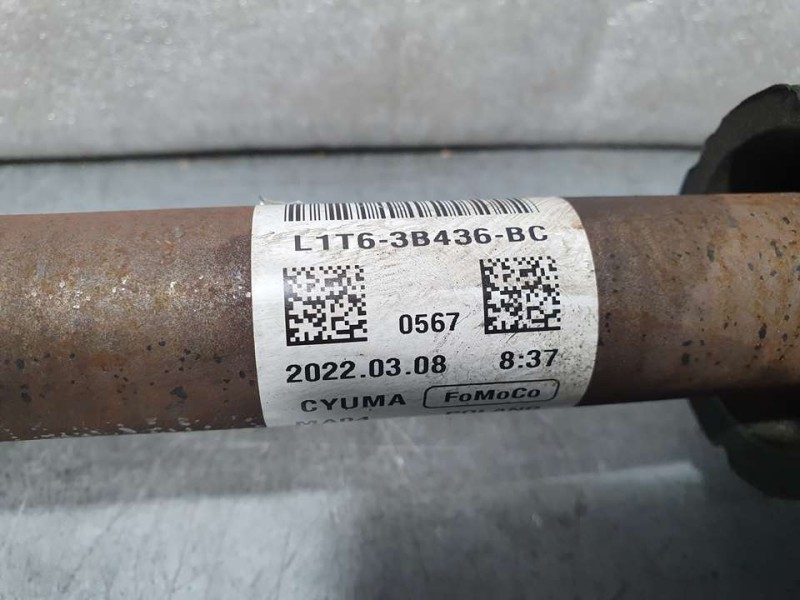 L1T6-3B436-BC
0567
2022.03.08 8:37
CYUMA FoMoCo